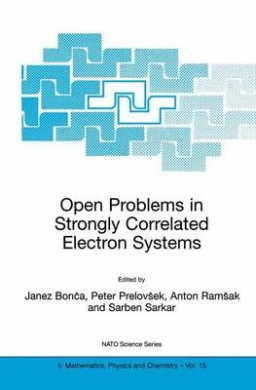 Open Problems in
Strongly Correlated
Electron Systems
Edited by
Janez Bonča, Peter Prelovšek, Anton Ramšak
and Sarben Sarkar
NATO Science Series
II. Mathematics, Physics and Chemistry – Vol. 15